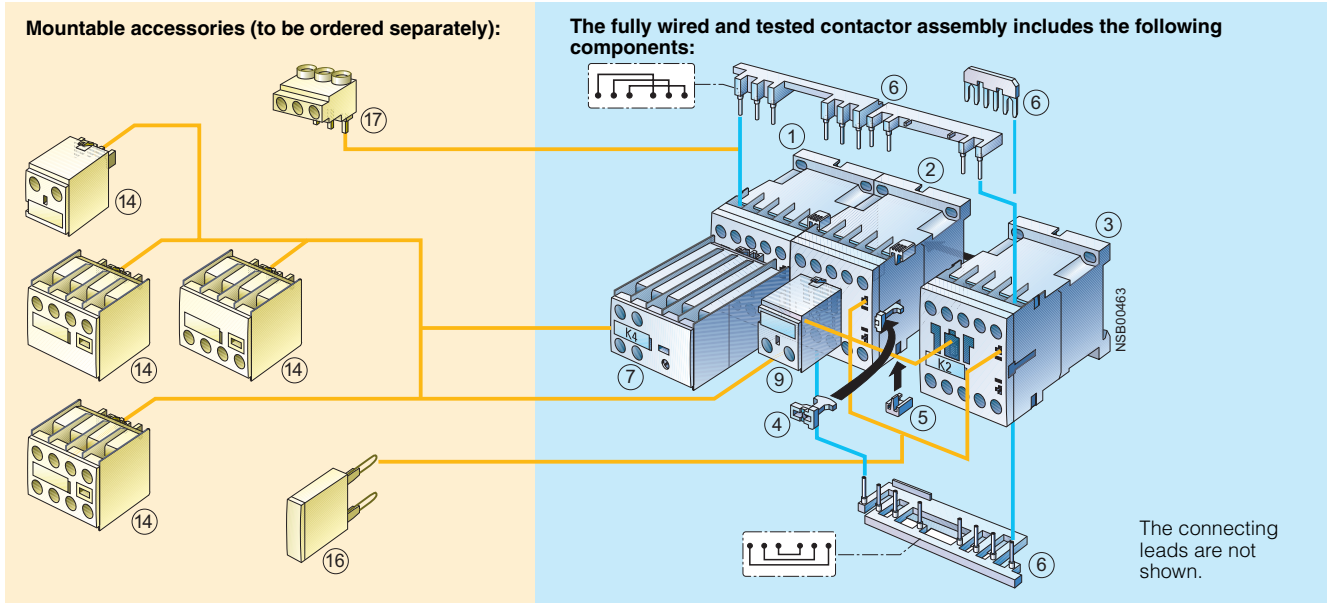 Mountable accessories (to be ordered separately):
The fully wired and tested contactor assembly includes the following
components:
6
6
17
1
2
14
3
NSB00463
14
14
K4
K2
7
9
4
5
14
16
6
The connecting
leads are not
shown.